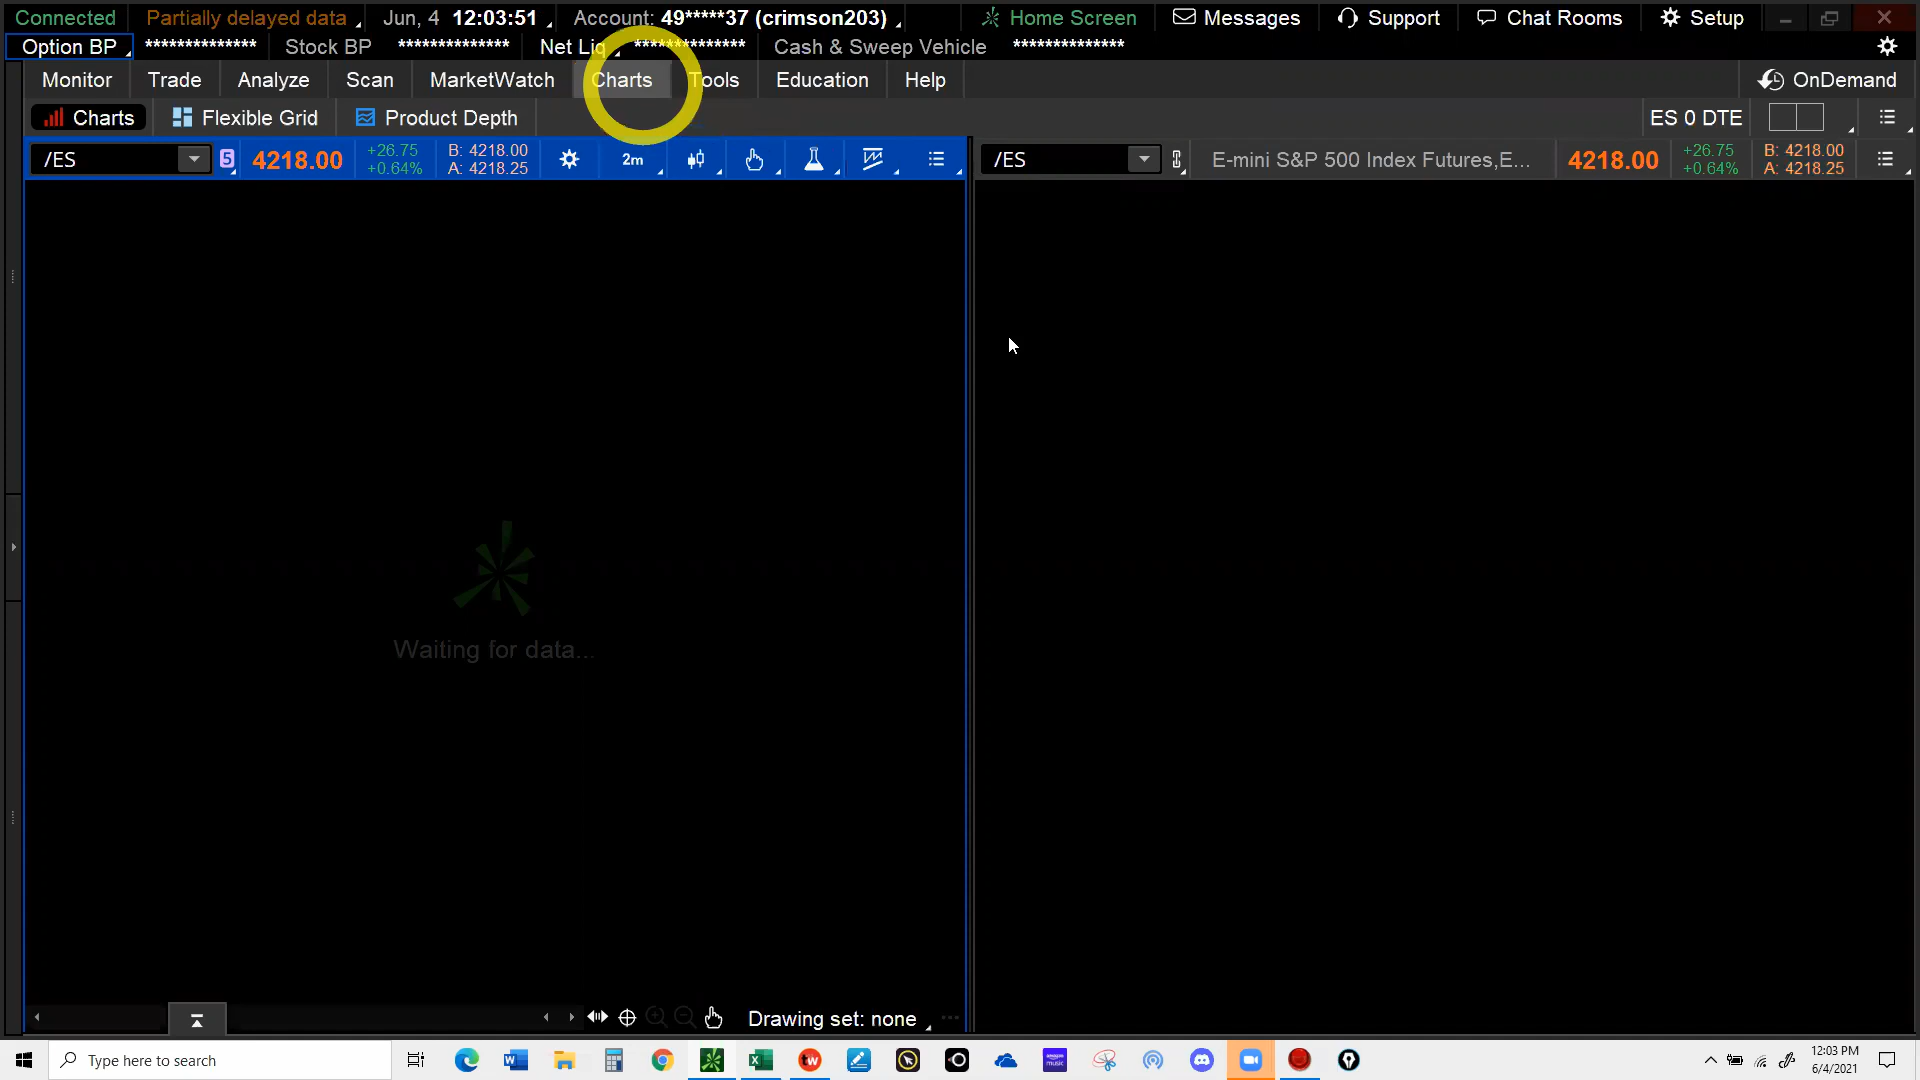 Connected Partially delayed data Jun, 4 12:03:51 Account: 49*****37 (crimson203) Home Screen Messages Support Chat Rooms Setup
Option BP ************** Stock BP ************** Net Liq ************** Cash & Sweep Vehicle **************
Monitor Trade Analyze Scan MarketWatch Charts Tools Education Help OnDemand
Charts Flexible Grid Product Depth ES 0 DTE
/ES 5 4218.00 +26.75 +0.64% B: 4218.00 A: 4218.25 2m
/ES E-mini S&P 500 Index Futures,E... 4218.00 +26.75 +0.64% B: 4218.00 A: 4218.25
Waiting for data...
Drawing set: none
Type here to search
W
X
tw
amazon music
12:03 PM
6/4/2021